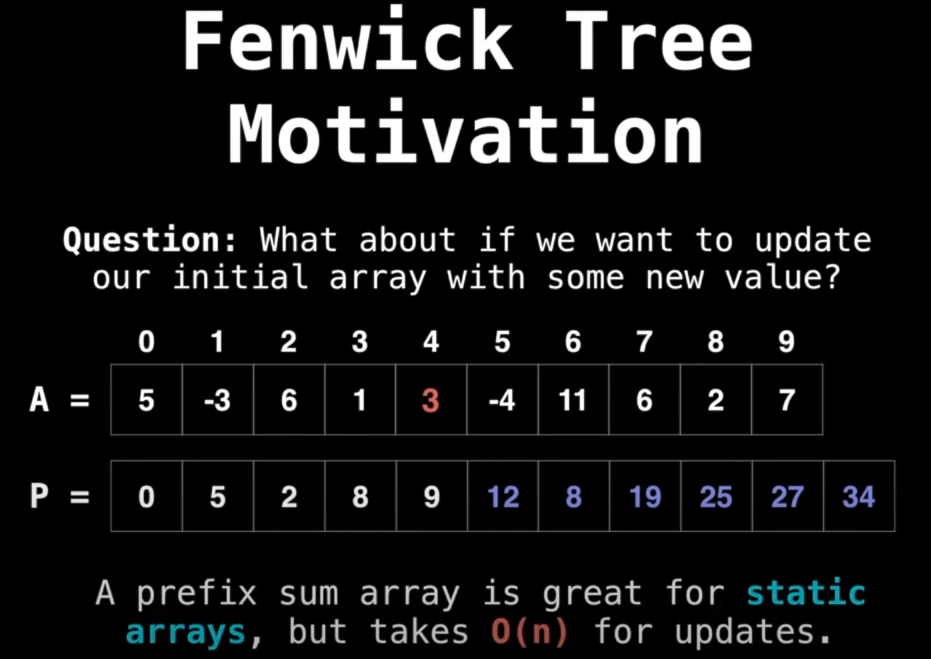 Fenwick Tree
Motivation
Question: What about if we want to update
our initial array with some new value?
0 1 2 3 4 5 6 7 8 9
A = 5 -3 6 1 3 -4 11 6 2 7
P = 0 5 2 8 9 12 8 19 25 27 34
A prefix sum array is great for static
arrays, but takes O(n) for updates.